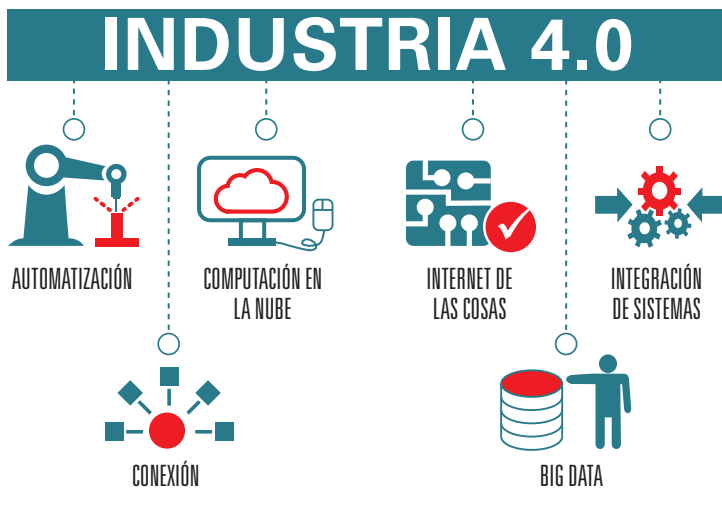 INDUSTRIA 4.0
AUTOMATIZACIÓN
COMPUTACIÓN EN
LA NUBE
INTERNET DE
LAS COSAS
INTEGRACIÓN
DE SISTEMAS
CONEXIÓN
BIG DATA